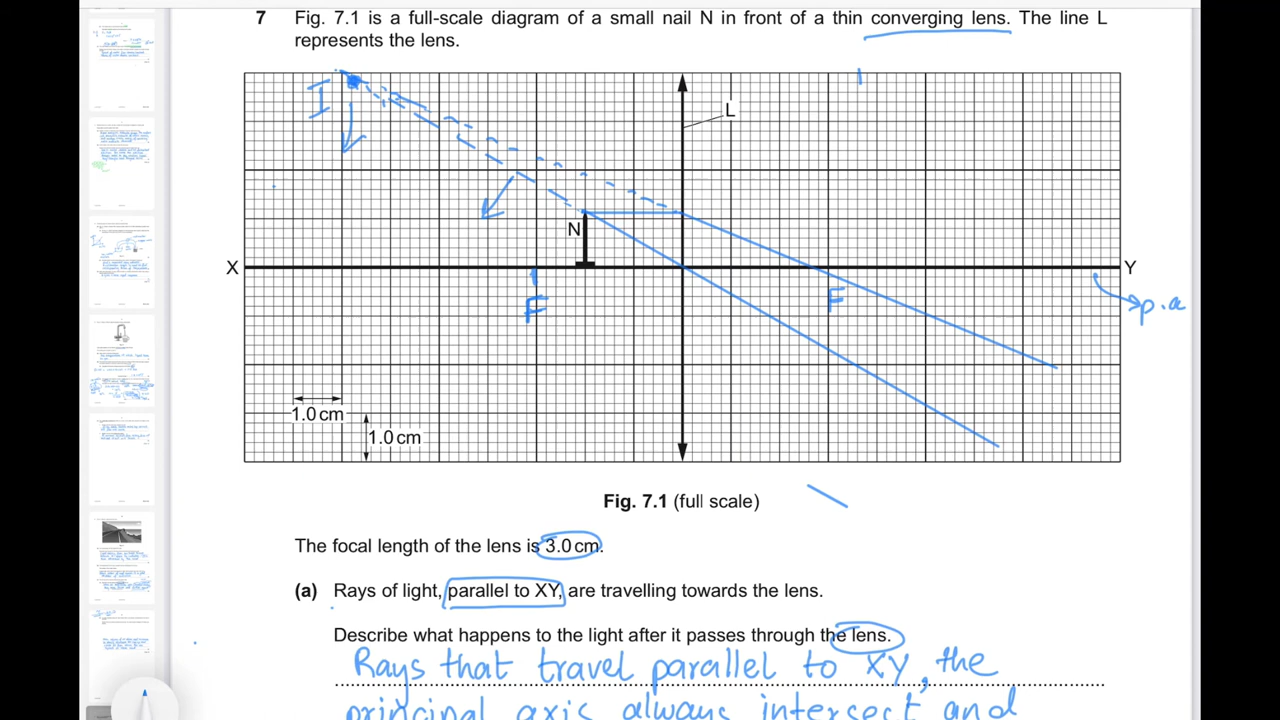 7 Fig. 7.1 is a full-scale diagram of a small nail N in front of a thin converging lens. The line L
represents the lens.
I
L
N
X
Y
F
F
p.a
1.0 cm
1.0 cm
Fig. 7.1 (full scale)
The focal length of the lens is 3.0 cm.
(a) Rays of light, parallel to XY, are travelling towards the lens.
Describe what happens to the light after it passes through the lens.
Rays that travel parallel to XY, the
principal axis always intersect and